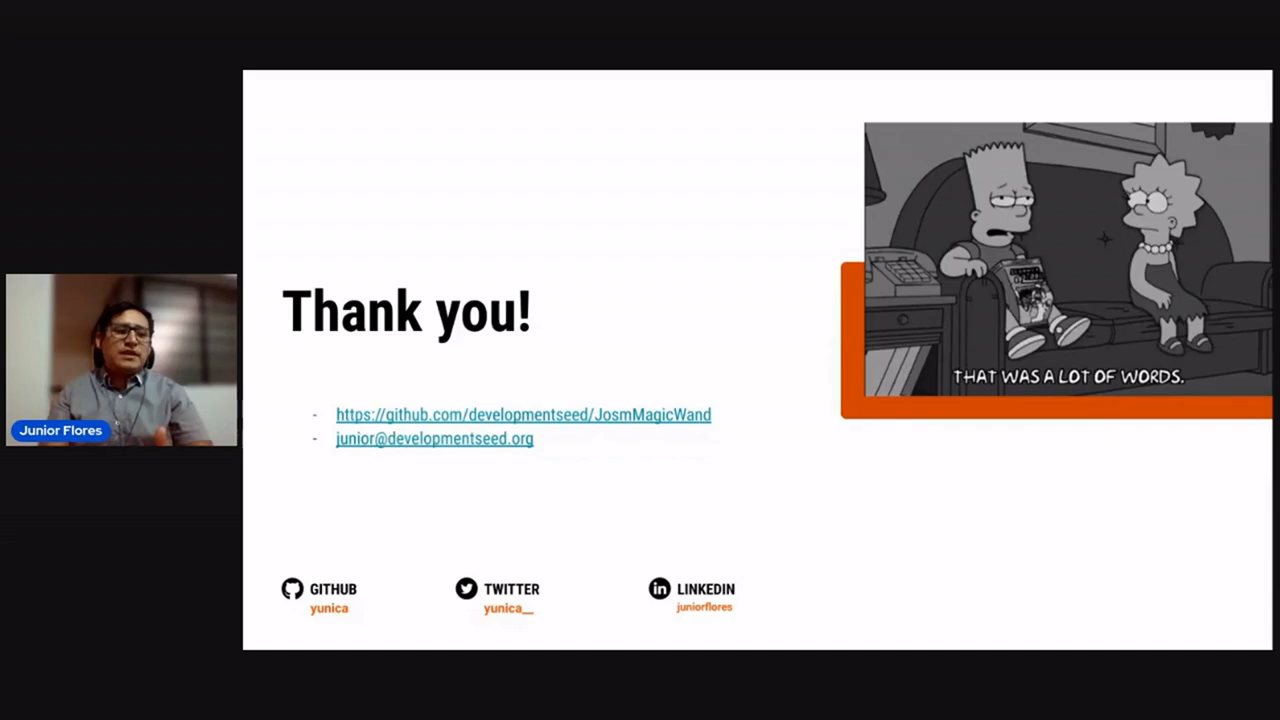 Thank you!
THAT WAS A LOT OF WORDS.
- https://github.com/developmentseed/JosmMagicWand
- junior@developmentseed.org
Junior Flores
GITHUB
yunica
TWITTER
yunica__
LINKEDIN
juniorflores